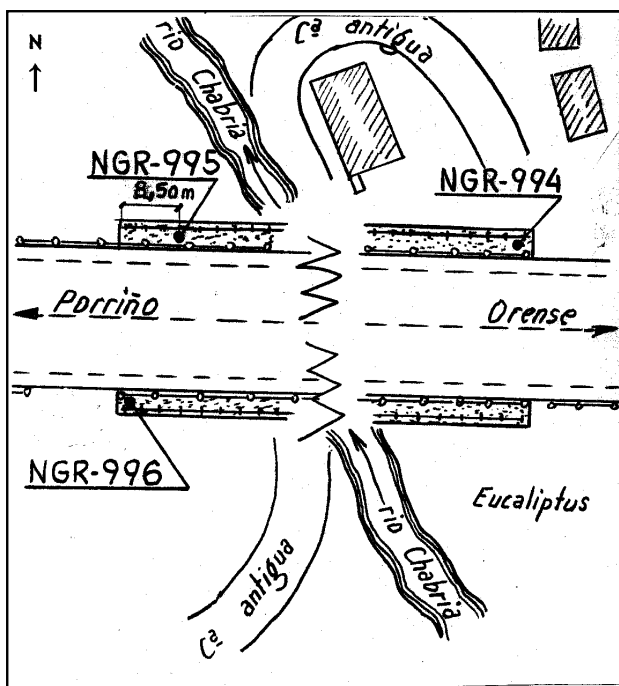 N
río Chabria
Cª antigua
NGR-995
8,50m
NGR-994
Porriño
Orense
NGR-996
Eucaliptus
río Chabria
Cª antigua